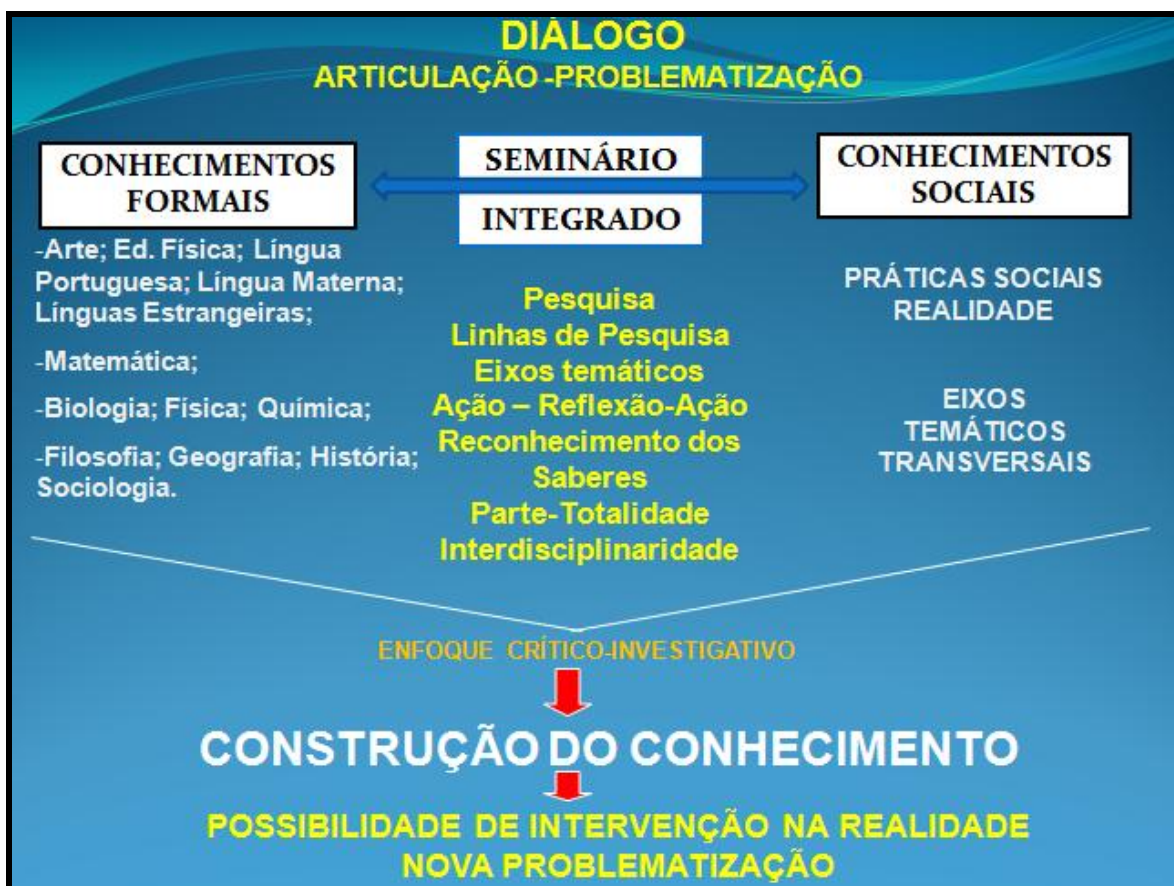 DIÁLOGO
ARTICULAÇÃO -PROBLEMATIZAÇÃO
CONHECIMENTOS
FORMAIS
-Arte; Ed. Física; Língua
Portuguesa; Língua Materna;
Línguas Estrangeiras;
-Matemática;
-Biologia; Física; Química;
-Filosofia; Geografia; História;
Sociologia.
SEMINÁRIO
INTEGRADO
Pesquisa
Linhas de Pesquisa
Eixos temáticos
Ação – Reflexão-Ação
Reconhecimento dos
Saberes
Parte-Totalidade
Interdisciplinaridade
CONHECIMENTOS
SOCIAIS
PRÁTICAS SOCIAIS
REALIDADE
EIXOS
TEMÁTICOS
TRANSVERSAIS
ENFOQUE CRÍTICO-INVESTIGATIVO
CONSTRUÇÃO DO CONHECIMENTO
POSSIBILIDADE DE INTERVENÇÃO NA REALIDADE
NOVA PROBLEMATIZAÇÃO